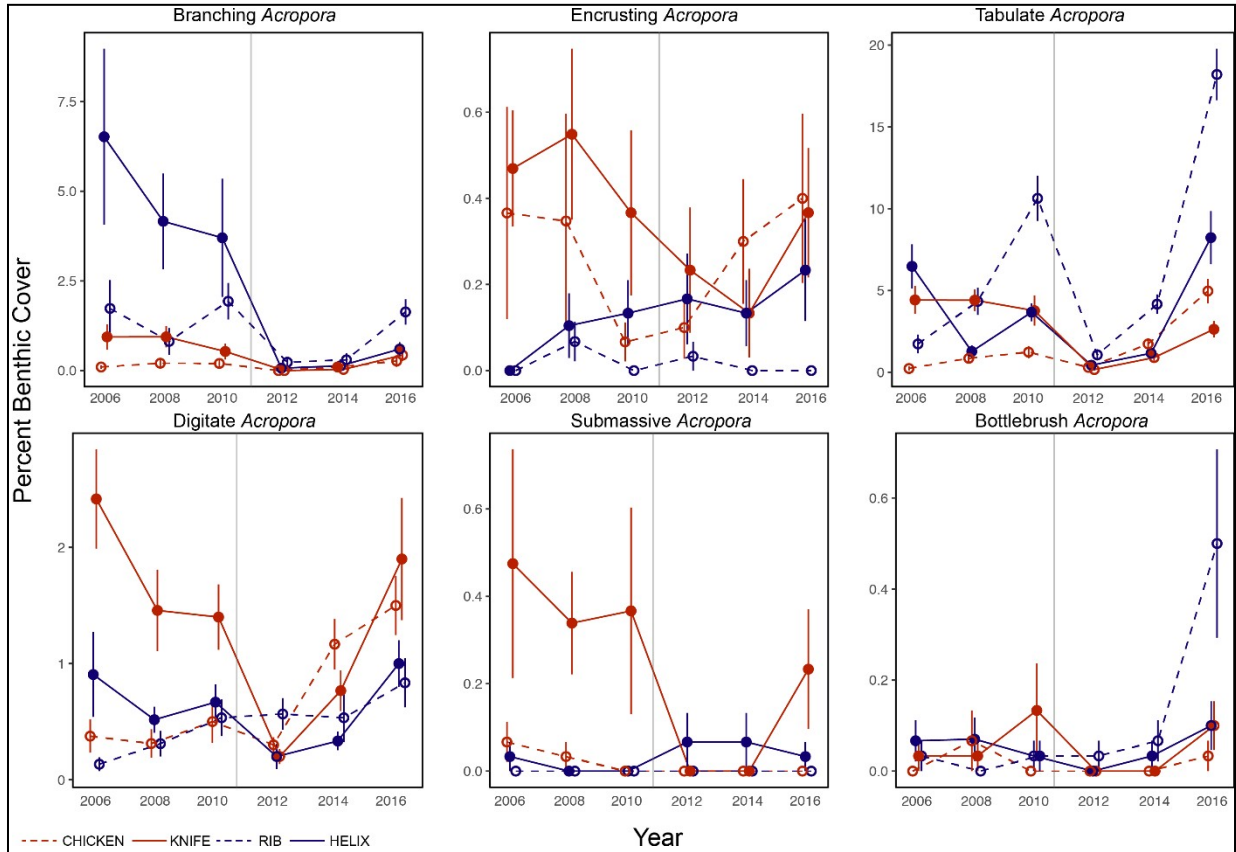 Branching Acropora
Encrusting Acropora
Tabulate Acropora
7.5
5.0
2.5
0.0
0.6
0.4
0.2
0.0
20
15
10
5
0
2006 2008 2010 2012 2014 2016
2006 2008 2010 2012 2014 2016
2006 2008 2010 2012 2014 2016
Percent Benthic Cover
Digitate Acropora
Submassive Acropora
Bottlebrush Acropora
2
1
0
0.6
0.4
0.2
0.0
0.6
0.4
0.2
0.0
2006 2008 2010 2012 2014 2016
2006 2008 2010 2012 2014 2016
2006 2008 2010 2012 2014 2016
CHICKEN KNIFE RIB HELIX
Year